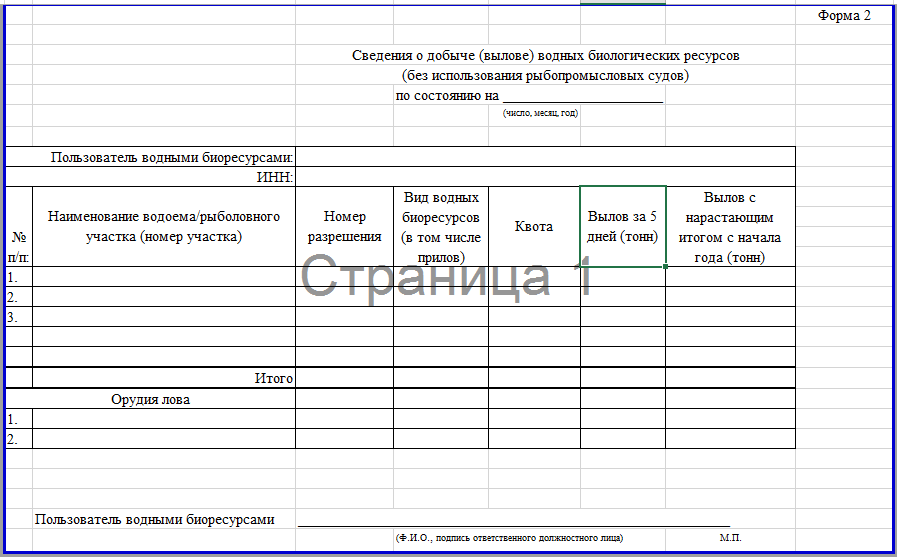 Форма 2
Сведения о добыче (вылове) водных биологических ресурсов
(без использования рыбопромысловых судов)
по состоянию на ____________________
(число, месяц, год)
Пользователь водными биоресурсами:
ИНН:
№
п/п:
Наименование водоема/рыболовного
участка (номер участка)
Номер
разрешения
Вид водных
биоресурсов
(в том числе
прилов)
Квота
Вылов за 5
дней (тонн)
Вылов с
нарастающим
итогом с начала
года (тонн)
Страница 1
1.
2.
3.
Итого
Орудия лова
1.
2.
Пользователь водными биоресурсами ____________________
(Ф.И.О., подпись ответственного должностного лица) М.П.